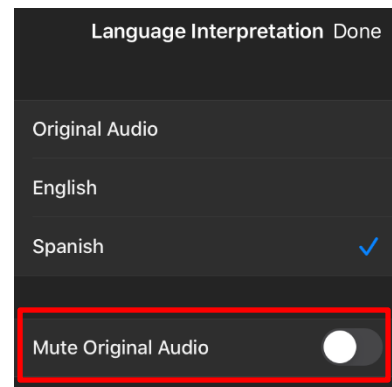 Language Interpretation Done
Original Audio
English
Spanish
Mute Original Audio